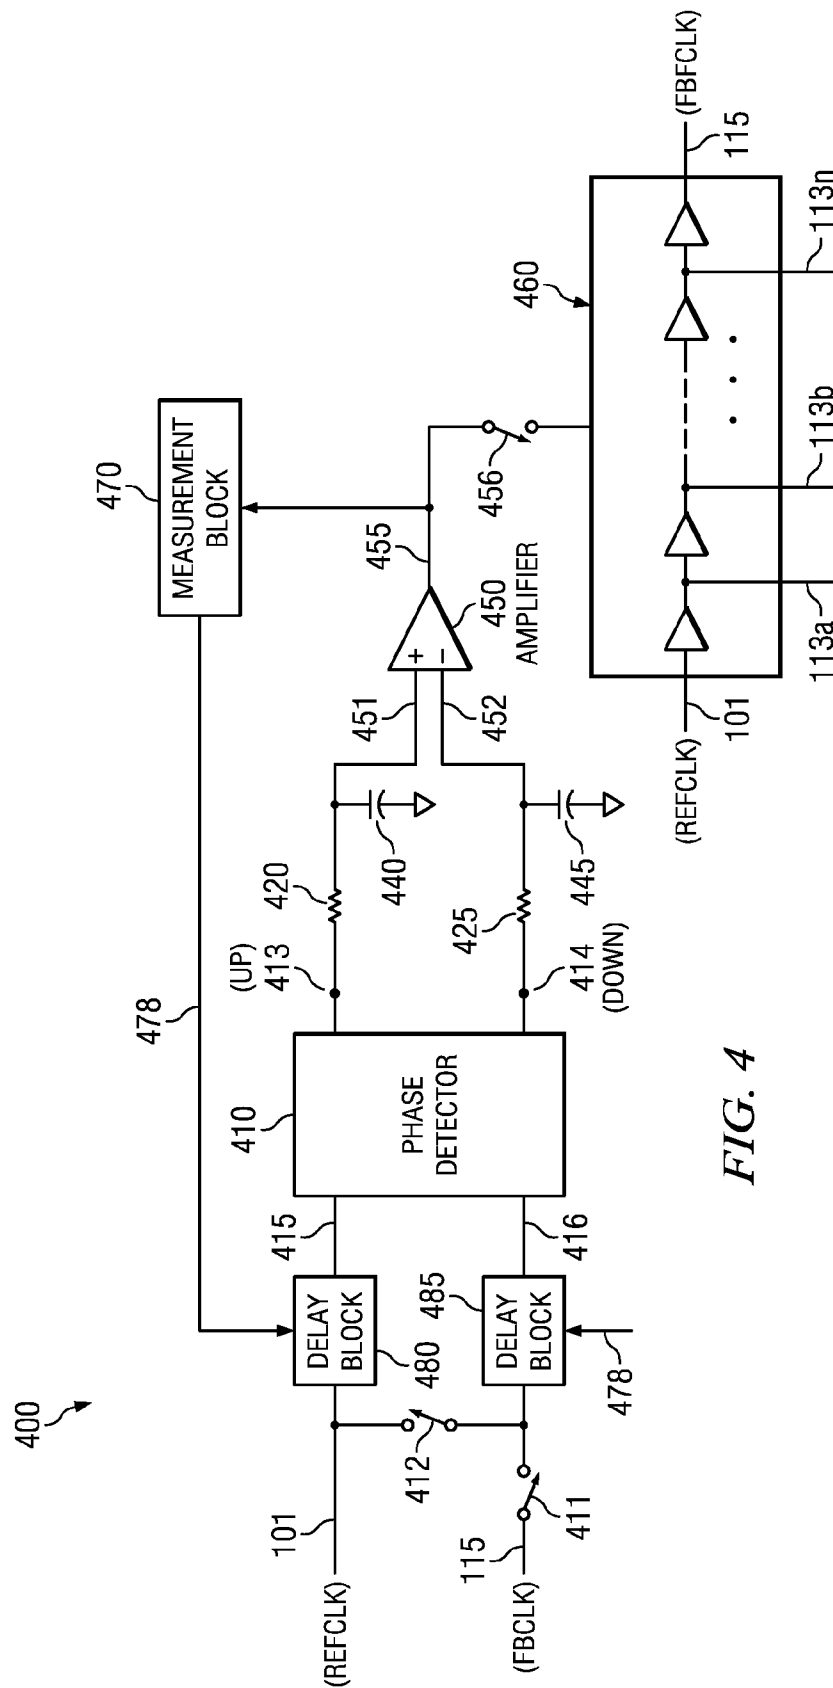 400
(REFCLK)
101
(FBCLK)
115
411
412
DELAY
BLOCK
480
DELAY
BLOCK
485
478
478
415
416
410
PHASE
DETECTOR
(UP)
413
414
(DOWN)
420
425
440
445
451
452
+
−
450
AMPLIFIER
455
456
470
MEASUREMENT
BLOCK
460
(REFCLK)
101
113a
113b
113n
115
(FBFCLK)
FIG. 4